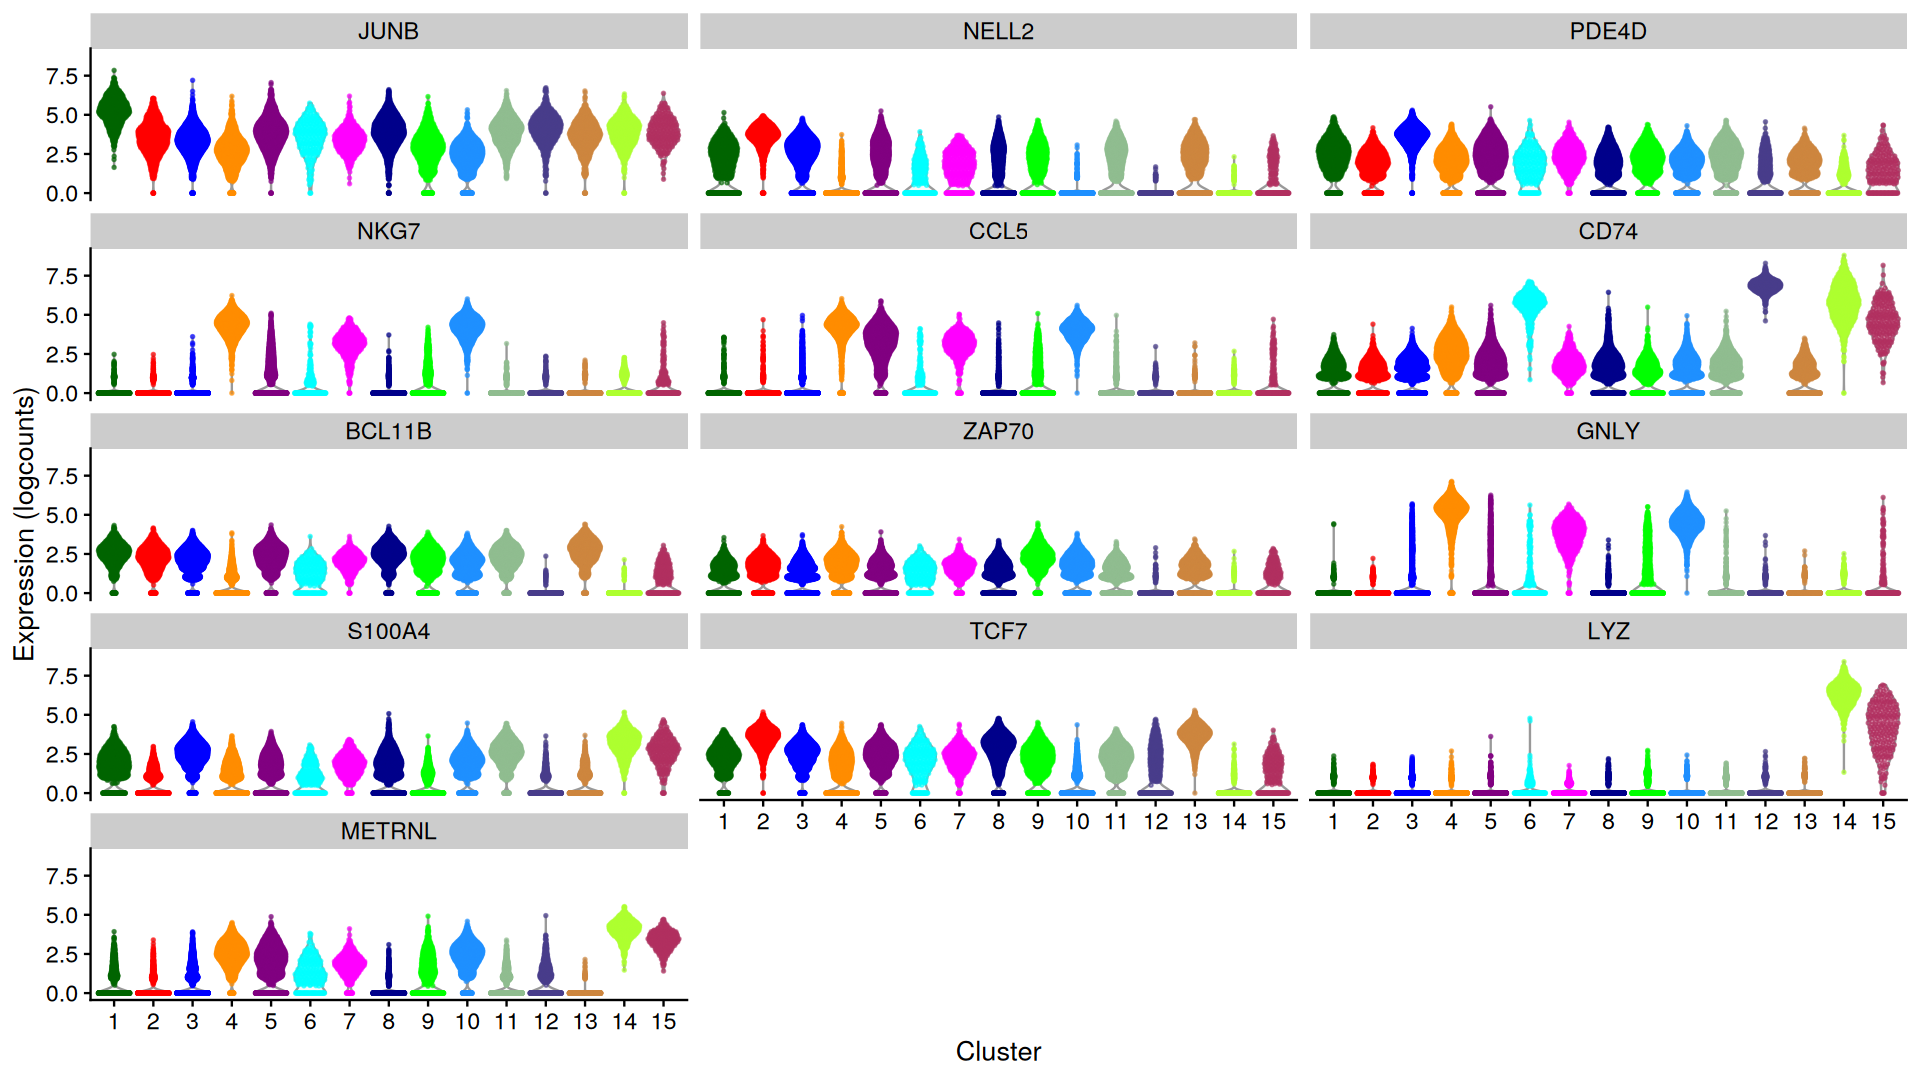 JUNB NELL2 PDE4D
7.5
5.0
2.5
0.0
NKG7 CCL5 CD74
7.5
5.0
2.5
0.0
BCL11B ZAP70 GNLY
7.5
5.0
2.5
0.0
Expression (logcounts)
S100A4 TCF7 LYZ
7.5
5.0
2.5
0.0
1 2 3 4 5 6 7 8 9 10 11 12 13 14 15 1 2 3 4 5 6 7 8 9 10 11 12 13 14 15
METRNL
7.5
5.0
2.5
0.0
1 2 3 4 5 6 7 8 9 10 11 12 13 14 15
Cluster